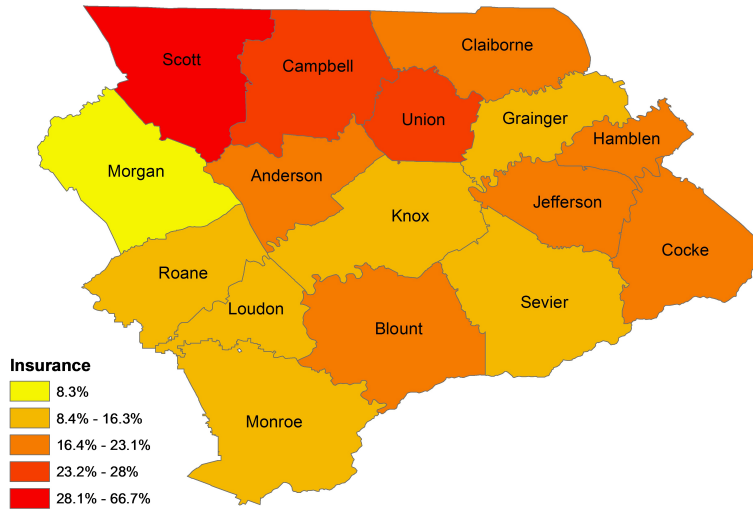 Claiborne
Scott
Campbell
Union
Grainger
Hamblen
Morgan
Anderson
Jefferson
Knox
Cocke
Roane
Sevier
Loudon
Blount
Monroe
Insurance
8.3%
8.4% - 16.3%
16.4% - 23.1%
23.2% - 28%
28.1% - 66.7%